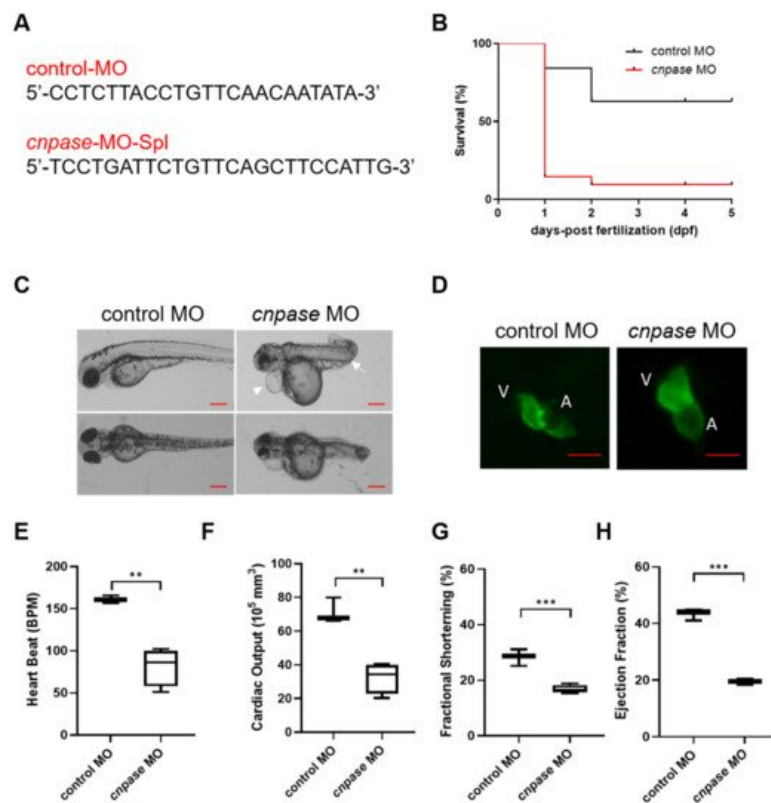 A
control-MO
5'-CCTCTTACCTGTTCAACAATATA-3'
cnpase-MO-Spl
5'-TCCTGATTCTGTTCAGCTTCCATTG-3'
B
control MO
cnpase MO
100
50
0
Survival (%)
0 1 2 3 4 5
days-post fertilization (dpf)
C
control MO cnpase MO
D
control MO cnpase MO
V A
V A
E
**
200
150
100
50
0
Heart Beat (BPM)
control MO
cnpase MO
F
**
100
80
60
40
20
0
Cardiac Output (10⁵ mm³)
control MO
cnpase MO
G
***
60
40
20
0
Fractional Shorterning (%)
control MO
cnpase MO
H
***
60
40
20
0
Ejection Fraction (%)
control MO
cnpase MO